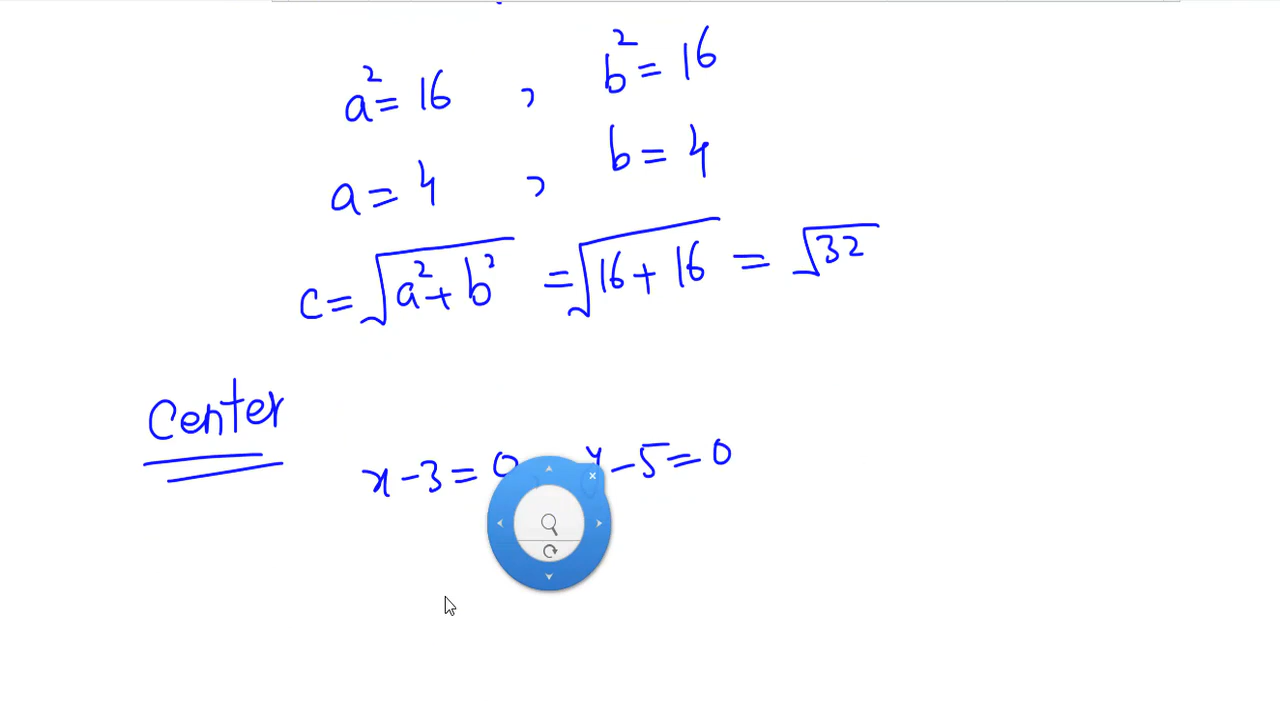 a² = 16 , b² = 16
a = 4 , b = 4
c = √(a² + b²) = √(16 + 16) = √32
Center
x - 3 = 0 y - 5 = 0